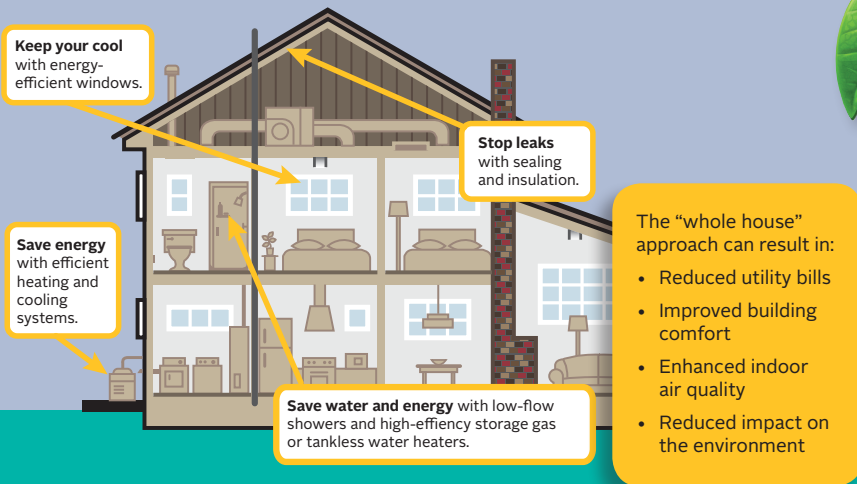 Keep your cool
with energy-
efficient windows.
Stop leaks
with sealing
and insulation.
Save energy
with efficient
heating and
cooling
systems.
Save water and energy with low-flow
showers and high-effiency storage gas
or tankless water heaters.
The “whole house”
approach can result in:
• Reduced utility bills
• Improved building
comfort
• Enhanced indoor
air quality
• Reduced impact on
the environment